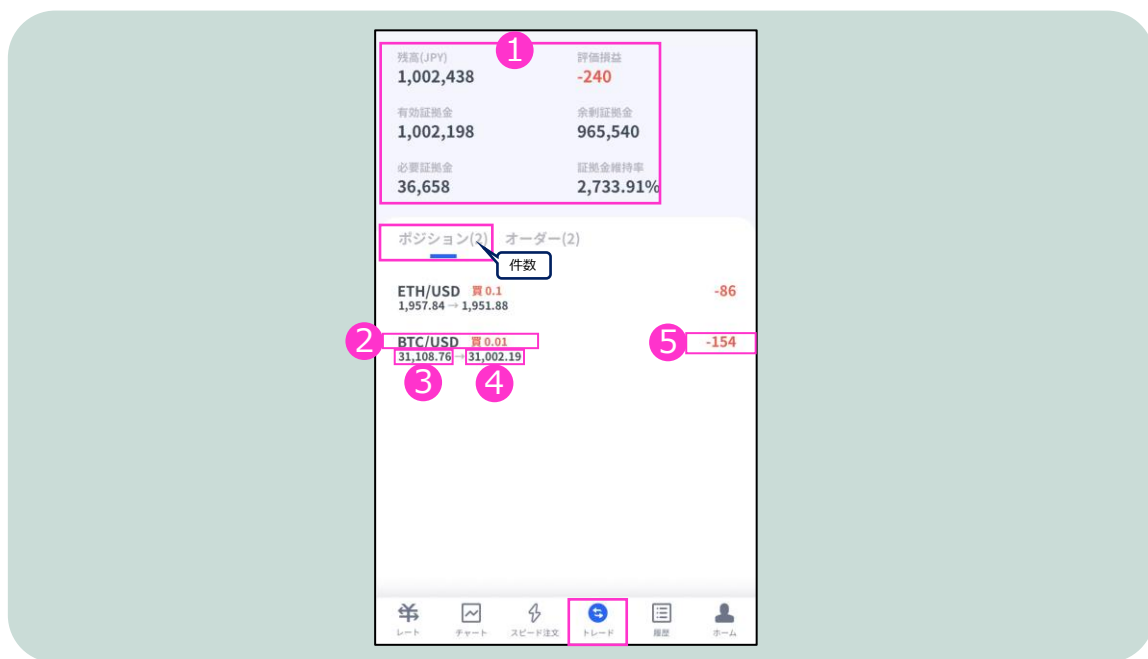 1
残高(JPY) 評価損益
1,002,438 -240
有効証拠金 余剰証拠金
1,002,198 965,540
必要証拠金 証拠金維持率
36,658 2,733.91%
ポジション(2) オーダー(2)
件数
ETH/USD 買 0.1 -86
1,957.84 → 1,951.88
2 BTC/USD 買 0.01 5 -154
31,108.76 → 31,002.19
3 4
レート チャート スピード注文 トレード 履歴 ホーム